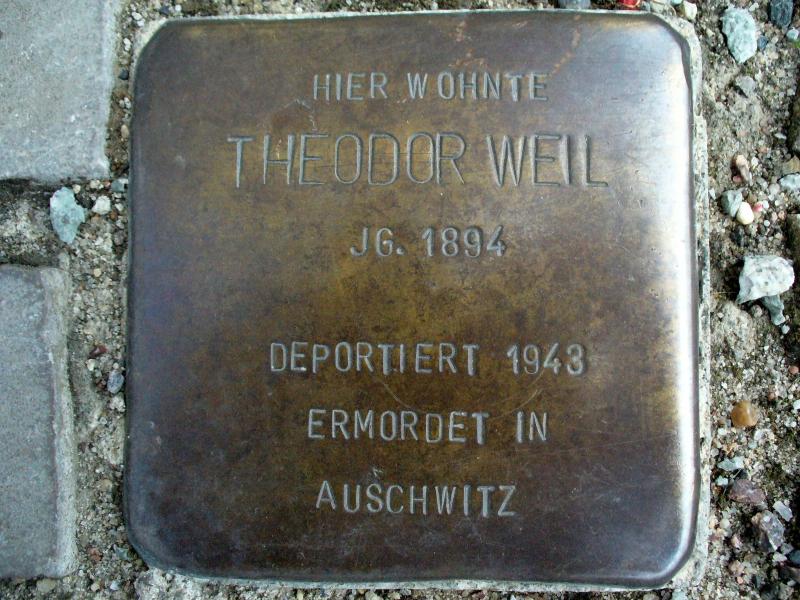 HIER WOHNTE
THEODOR WEIL
JG. 1894
DEPORTIERT 1943
ERMORDET IN
AUSCHWITZ